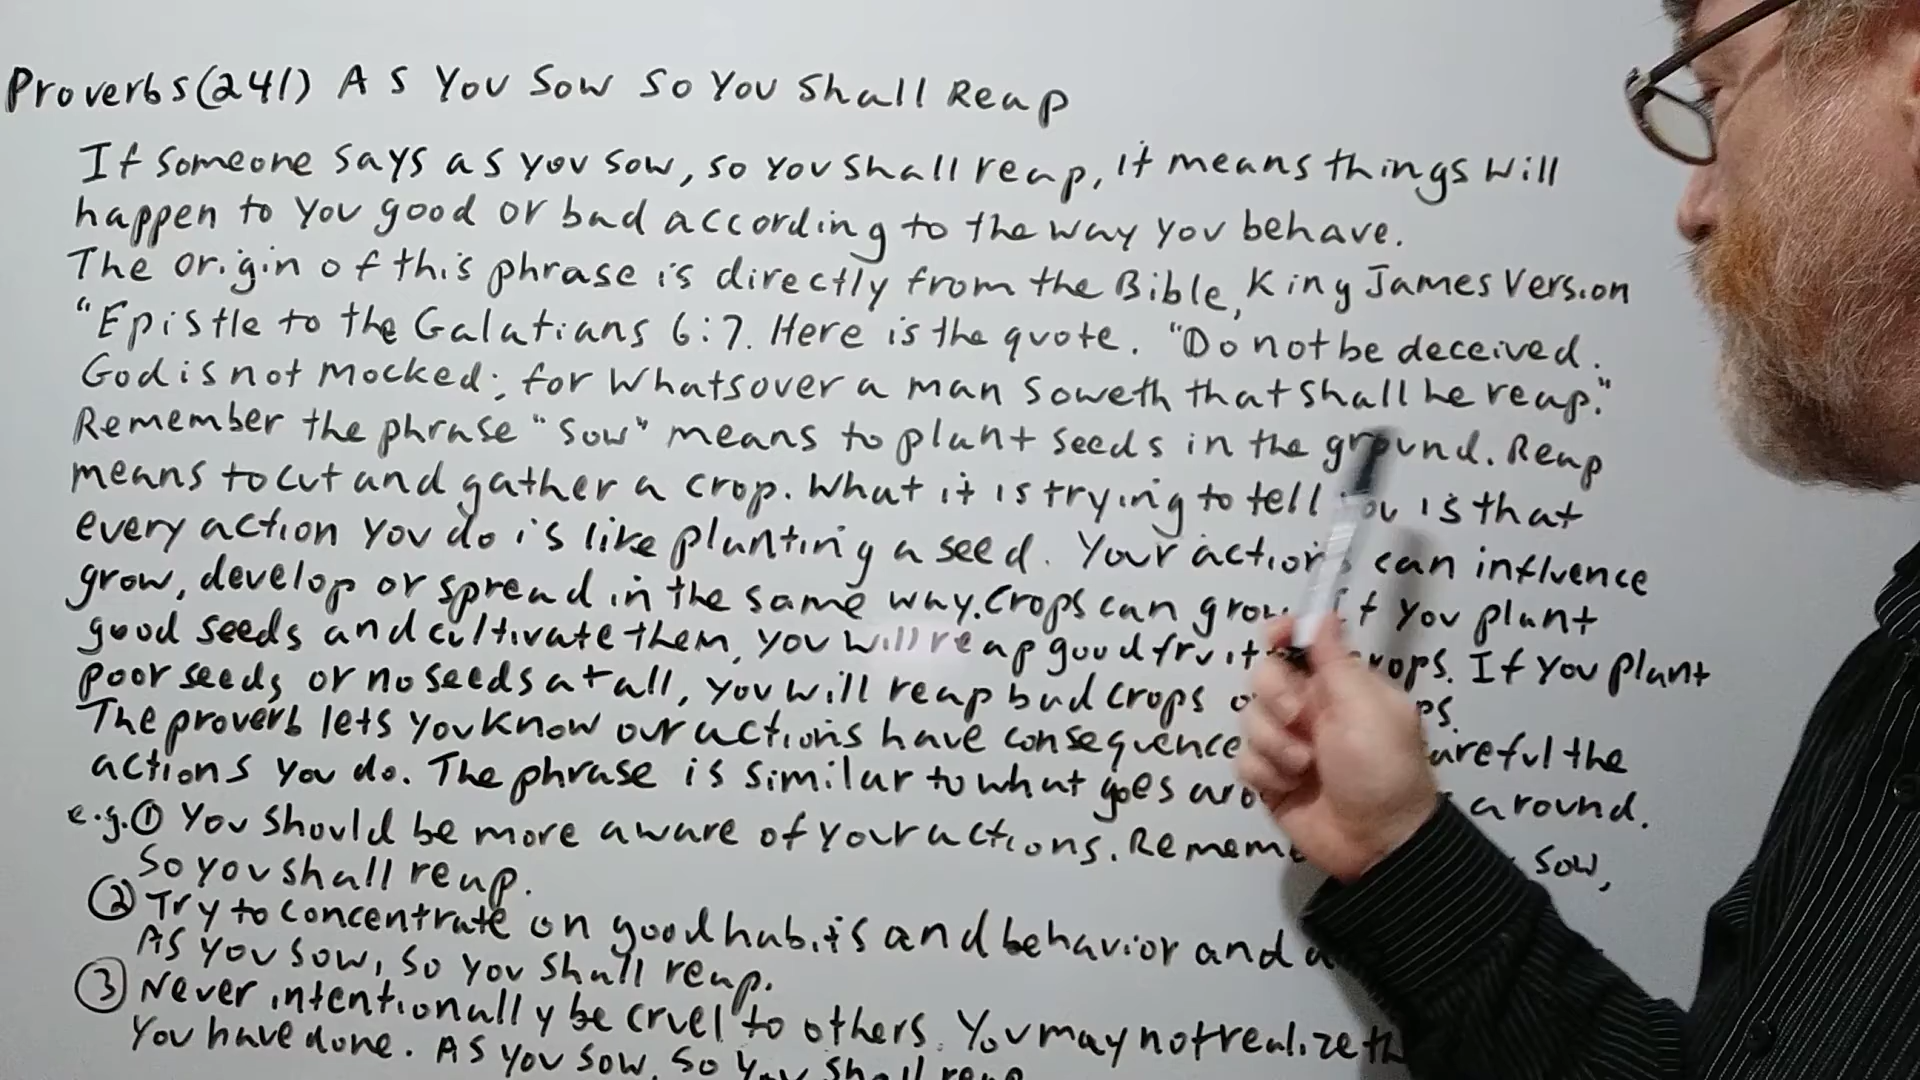 Proverbs(241) As You Sow So You Shall Reap
If someone says as you sow, so you shall reap, it means things will
happen to you good or bad according to the way you behave.
The origin of this phrase is directly from the Bible, King James Version
"Epistle to the Galatians 6:7. Here is the quote. "Do not be deceived.
God is not mocked; for whatsover a man soweth that shall he reap."
Remember the phrase "sow" means to plant seeds in the ground. Reap
means to cut and gather a crop. What it is trying to tell you is that
every action you do is like planting a seed. Your actions can influence
grow, develop or spread in the same way. Crops can grow. If you plant
good seeds and cultivate them, you will reap good fruit crops. If you plant
poor seeds or no seeds at all, you will reap bad crops
The proverb lets you know our actions have consequence careful the
actions you do. The phrase is similar to what goes around.
e.g. ① You should be more aware of your actions. sow,
So you shall reap.
② Try to concentrate on good habits and behavior and
As you sow, so you shall reap.
③ Never intentionally be cruel to others. You may not realize
you have done. As you sow, so you shall reap